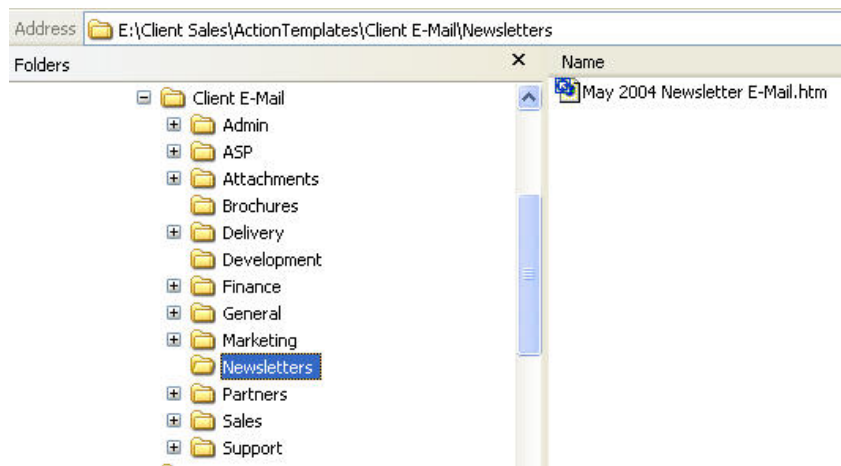 Address E:\Client Sales\ActionTemplates\Client E-Mail\Newsletters
Folders
Name
Client E-Mail
May 2004 Newsletter E-Mail.htm
Admin
ASP
Attachments
Brochures
Delivery
Development
Finance
General
Marketing
Newsletters
Partners
Sales
Support